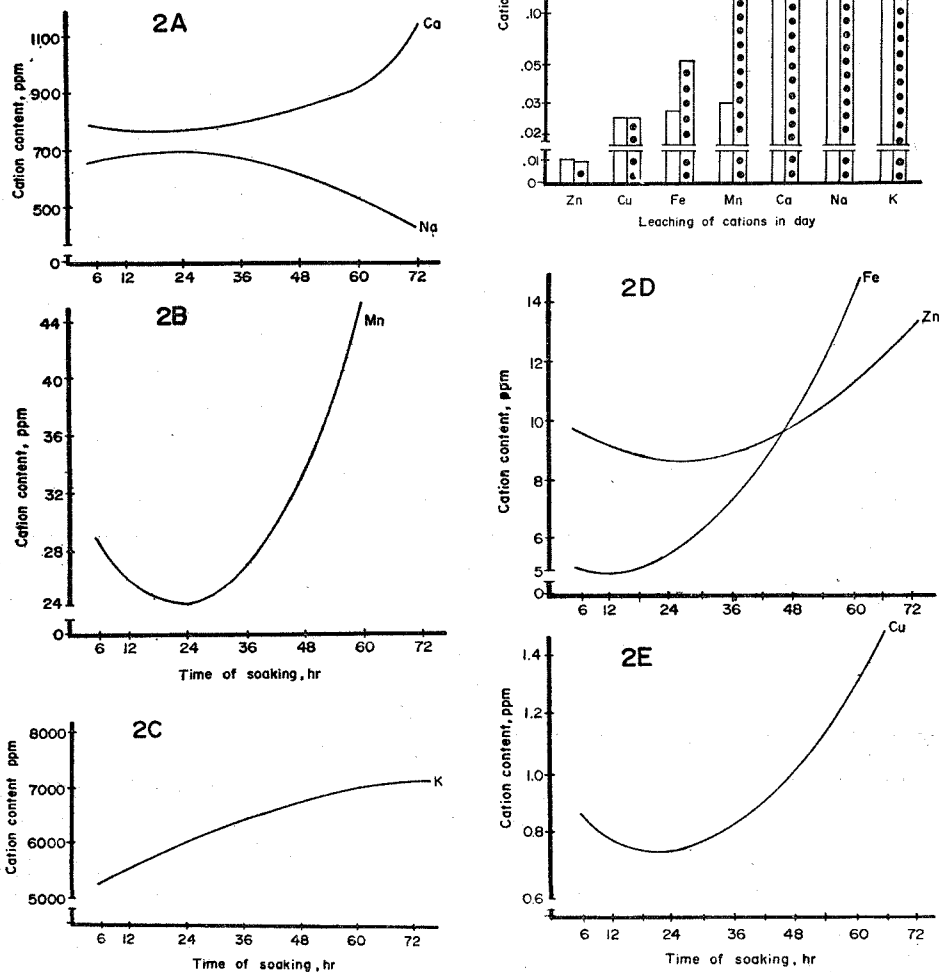 2A
Cation content, ppm
1100
900
700
500
0
Ca
Na
6 12 24 36 48 60 72
.10
.05
.03
.02
.01
0
Zn Cu Fe Mn Ca Na K
Leaching of cations in day
2B
Cation content, ppm
44
40
36
32
28
24
0
Mn
6 12 24 36 48 60 72
Time of soaking, hr
2D
Cation content, ppm
14
12
10
8
6
5
0
Fe
Zn
6 12 24 36 48 60 72
2C
Cation content ppm
8000
7000
6000
5000
K
6 12 24 36 48 60 72
Time of soaking, hr
2E
Cation content, ppm
1.4
1.2
1.0
0.8
0.6
Cu
6 12 24 36 48 60 72
Time of soaking, hr